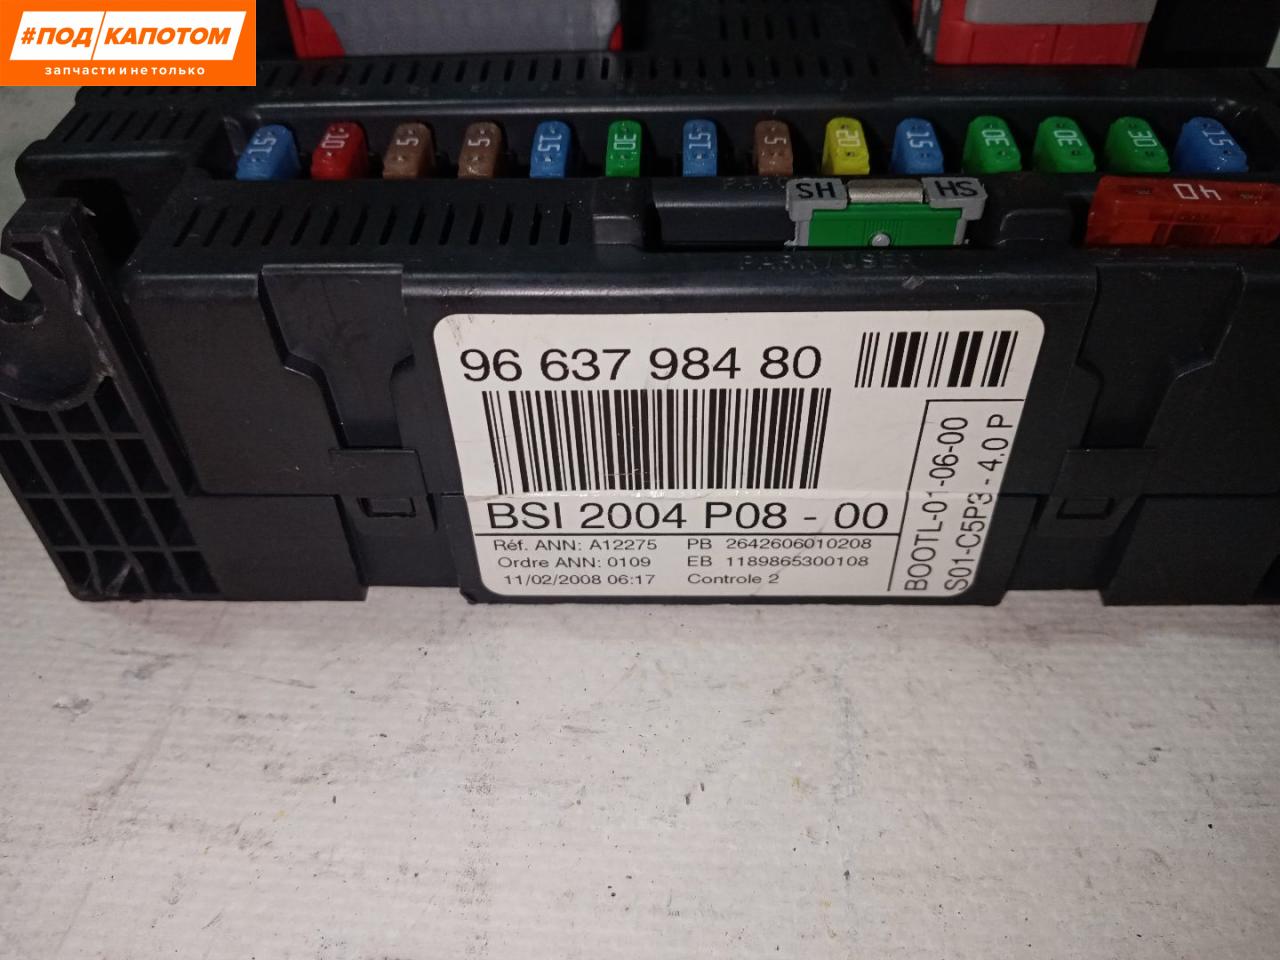 #ПОД КАПОТОМ
запчасти и не только
15 10 5 5 15 30 15 5 20 15 30 30 30 15
SH HS
40
PARK/USER
96 637 984 80
BSI 2004 P08 - 00
Réf. ANN: A12275 PB 2642606010208
Ordre ANN: 0109 EB 1189865300108
11/02/2008 06:17 Controle 2
BOOTL-01-06-00
S01-C5P3 - 4.0 P